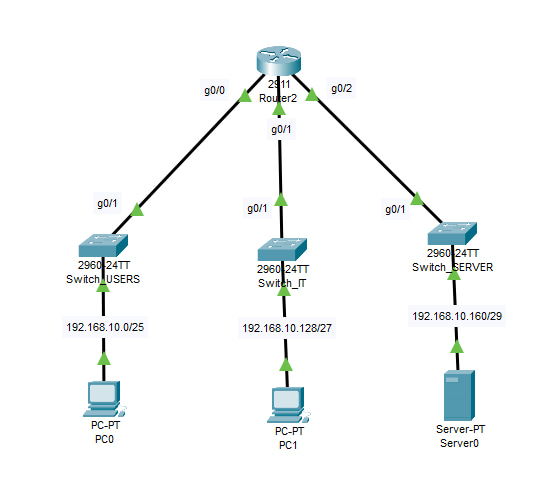 2911
Router2
g0/0
g0/2
g0/1
g0/1
g0/1
g0/1
2960-24TT
Switch_USERS
2960-24TT
Switch_IT
2960-24TT
Switch_SERVER
192.168.10.0/25
192.168.10.128/27
192.168.10.160/29
PC-PT
PC0
PC-PT
PC1
Server-PT
Server0